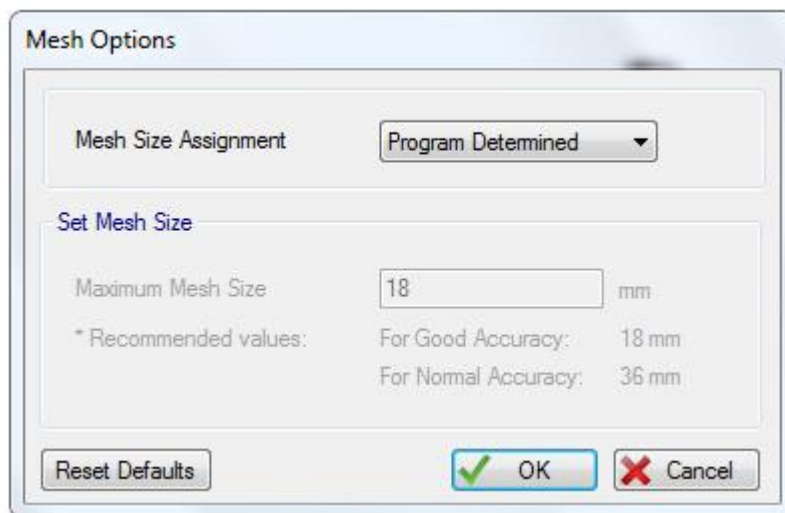 Mesh Options
Mesh Size Assignment Program Determined
Set Mesh Size
Maximum Mesh Size 18 mm
* Recommended values: For Good Accuracy: 18 mm
For Normal Accuracy: 36 mm
Reset Defaults OK Cancel